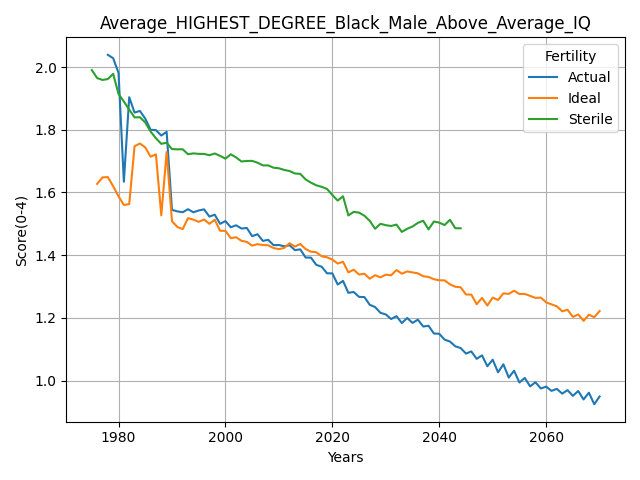 Average_HIGHEST_DEGREE_Black_Male_Above_Average_IQ
Fertility
Actual
Ideal
Sterile
Score(0-4)
2.0
1.8
1.6
1.4
1.2
1.0
1980
2000
2020
2040
2060
Years